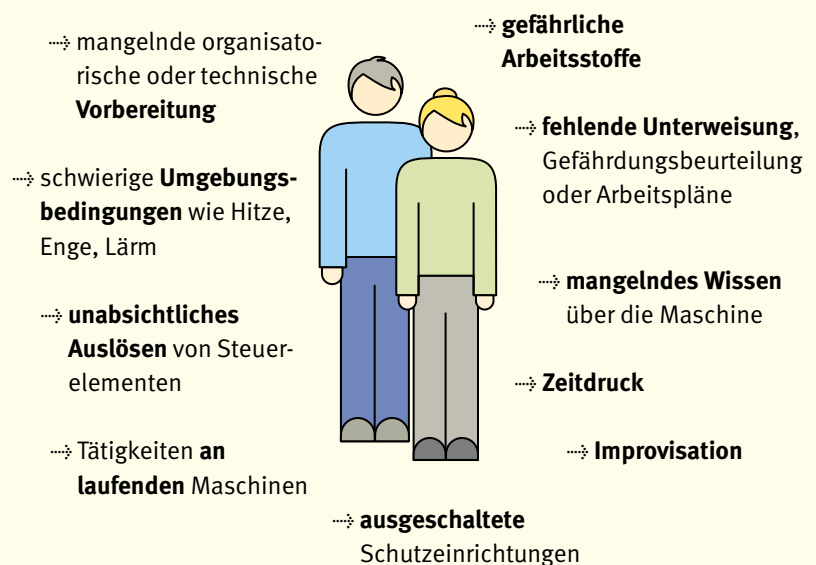 mangelnde organisato-
rische oder technische
Vorbereitung
schwierige Umgebungs-
bedingungen wie Hitze,
Enge, Lärm
unabsichtliches
Auslösen von Steuer-
elementen
Tätigkeiten an
laufenden Maschinen
gefährliche
Arbeitsstoffe
fehlende Unterweisung,
Gefährdungsbeurteilung
oder Arbeitspläne
mangelndes Wissen
über die Maschine
Zeitdruck
Improvisation
ausgeschaltete
Schutzeinrichtungen